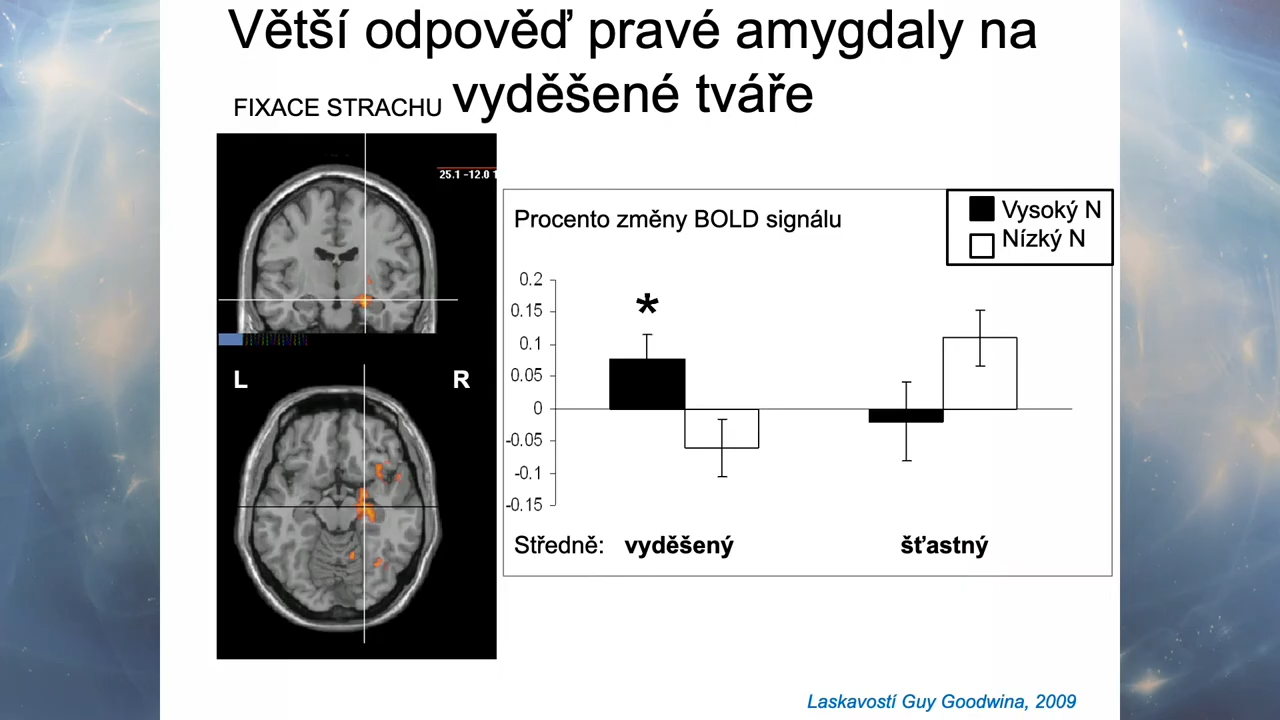 Větší odpověď pravé amygdaly na
vyděšené tváře
FIXACE STRACHU
25.1 -12.0 1
L
R
Procento změny BOLD signálu
Vysoký N
Nízký N
0.2
*
0.15
0.1
0.05
0
-0.05
-0.1
-0.15
Středně: vyděšený šťastný
Laskavostí Guy Goodwina, 2009